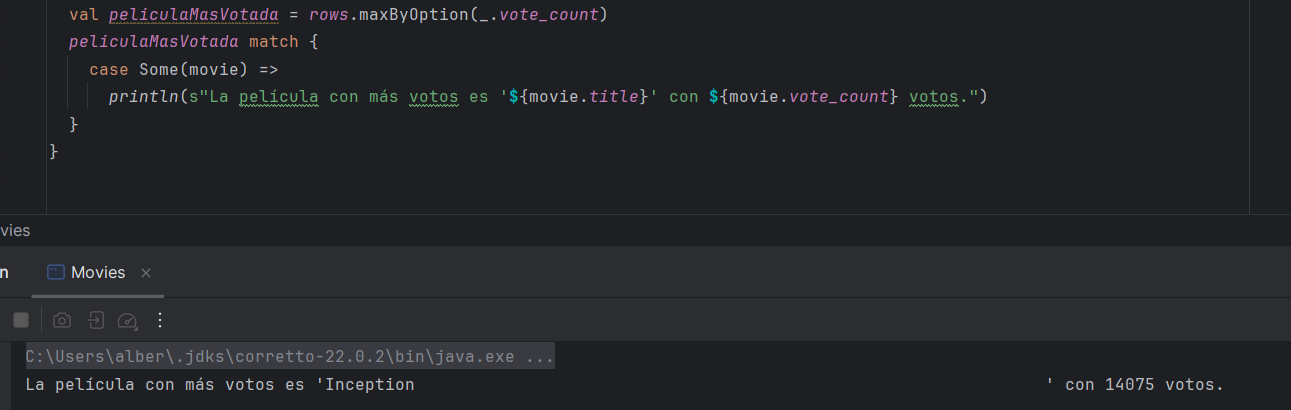 val peliculaMasVotada = rows.maxByOption(_.vote_count)
peliculaMasVotada match {
case Some(movie) =>
println(s"La película con más votos es '${movie.title}' con ${movie.vote_count} votos.")
}
}
vies
n Movies ×
C:\Users\alber\.jdks\corretto-22.0.2\bin\java.exe ...
La película con más votos es 'Inception                                                               ' con 14075 votos.